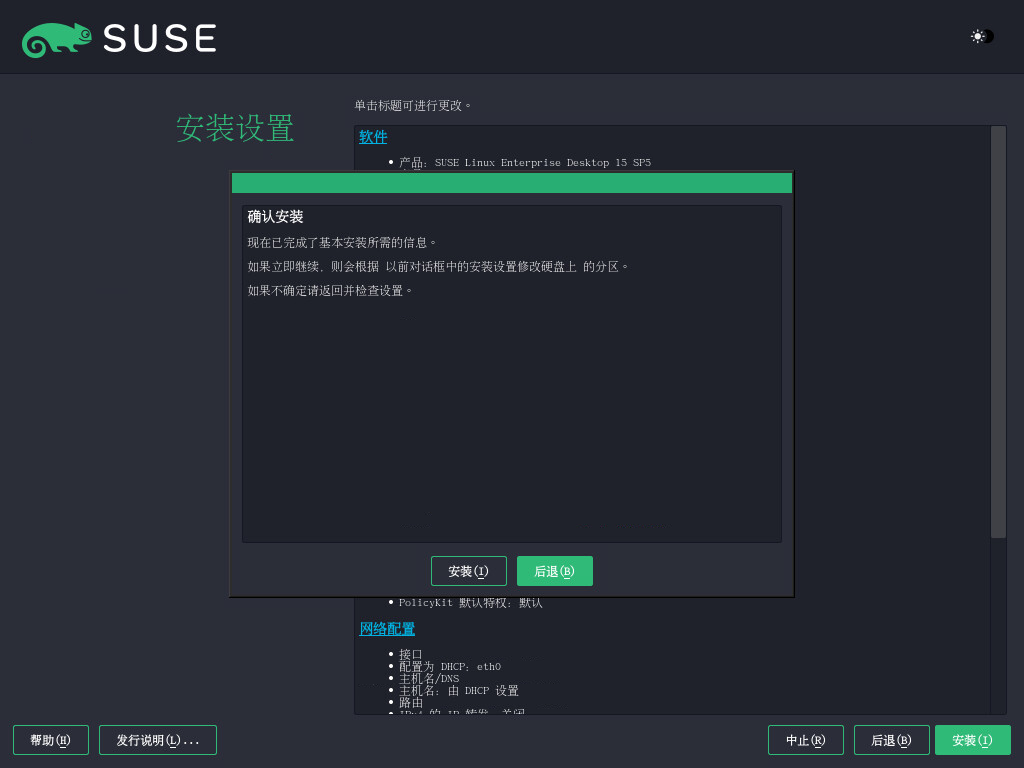 SUSE
安装设置
单击标题可进行更改。
软件
• 产品: SUSE Linux Enterprise Desktop 15 SP5
确认安装
现在已完成了基本安装所需的信息。
如果立即继续，则会根据 以前对话框中的安装设置修改硬盘上 的分区。
如果不确定请返回并检查设置。
安装(I) 后退(B)
• PolicyKit 默认特权: 默认
网络配置
• 接口
• 配置为 DHCP: eth0
• 主机名/DNS
• 主机名: 由 DHCP 设置
• 路由
帮助(H) 发行说明(L)... 中止(R) 后退(B) 安装(I)